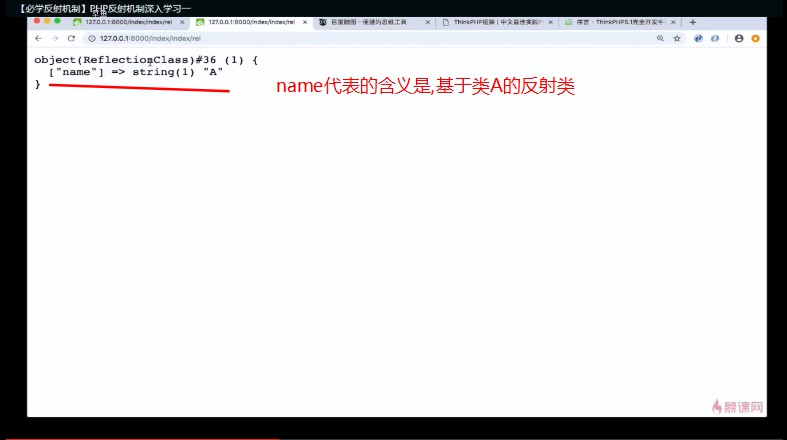 【必学反射机制】PHP反射机制深入学习一
127.0.0.1:8000/index/index/rel
127.0.0.1:8000/index/index/rel
百度脑图－便捷的思维工具
ThinkPHP框架 | 中文最佳实践P
序言 · ThinkPHP5.1完全开发手
127.0.0.1:8000/index/index/rel
object(ReflectionClass)#36 (1) {
["name"] => string(1) "A"
}
name代表的含义是,基于类A的反射类
慕课网